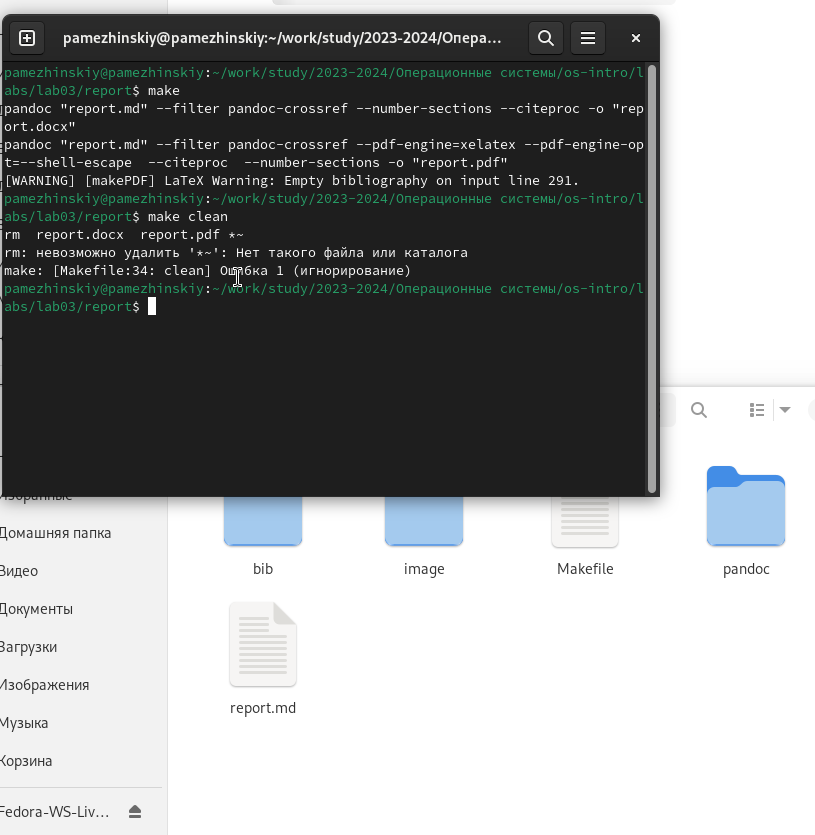 pamezhinskiy@pamezhinskiy:~/work/study/2023-2024/Опера...
pamezhinskiy@pamezhinskiy:~/work/study/2023-2024/Операционные системы/os-intro/l
abs/lab03/report$ make
pandoc "report.md" --filter pandoc-crossref --number-sections --citeproc -o "rep
ort.docx"
pandoc "report.md" --filter pandoc-crossref --pdf-engine=xelatex --pdf-engine-op
t=--shell-escape  --citeproc  --number-sections -o "report.pdf"
[WARNING] [makePDF] LaTeX Warning: Empty bibliography on input line 291.
pamezhinskiy@pamezhinskiy:~/work/study/2023-2024/Операционные системы/os-intro/l
abs/lab03/report$ make clean
rm  report.docx  report.pdf *~
rm: невозможно удалить '*~': Нет такого файла или каталога
make: [Makefile:34: clean] Ошибка 1 (игнорирование)
pamezhinskiy@pamezhinskiy:~/work/study/2023-2024/Операционные системы/os-intro/l
abs/lab03/report$
Избранные
Домашняя папка
Видео
Документы
Загрузки
Изображения
Музыка
Корзина
Fedora-WS-Liv...
bib
image
Makefile
pandoc
report.md